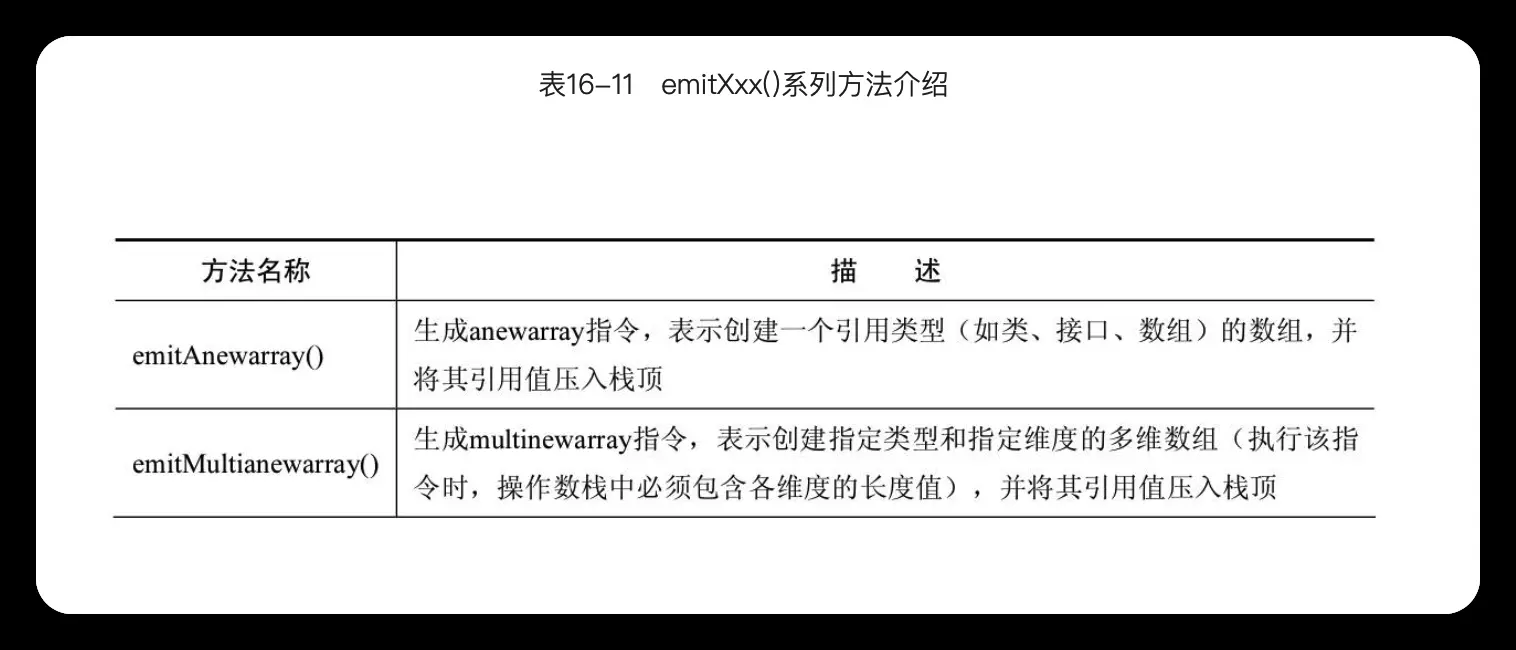 表16-11 emitXxx()系列方法介绍
方法名称 描 述
emitAnewarray()
生成anewarray指令，表示创建一个引用类型（如类、接口、数组）的数组，并
将其引用值压入栈顶
emitMultianewarray()
生成multinewarray指令，表示创建指定类型和指定维度的多维数组（执行该指
令时，操作数栈中必须包含各维度的长度值），并将其引用值压入栈顶